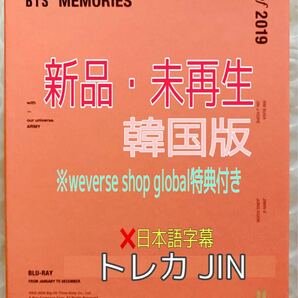 BTS MEMORIES
of 2019
新品・未再生
with
our universe
ARMY
韓国版
※weverse shop global特典付き
❌日本語字幕
トレカ JIN
BLU-RAY
FROM JANUARY TO DECEMBER.